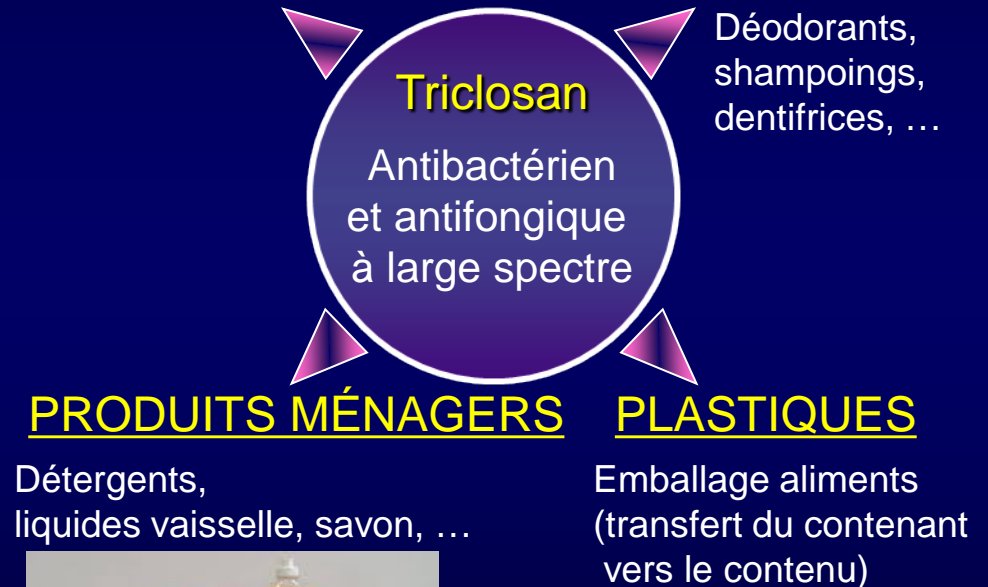 Déodorants,
shampoings,
dentifrices, …
Triclosan
Antibactérien
et antifongique
à large spectre
PRODUITS MÉNAGERS
Détergents,
liquides vaisselle, savon, …
PLASTIQUES
Emballage aliments
(transfert du contenant
vers le contenu)